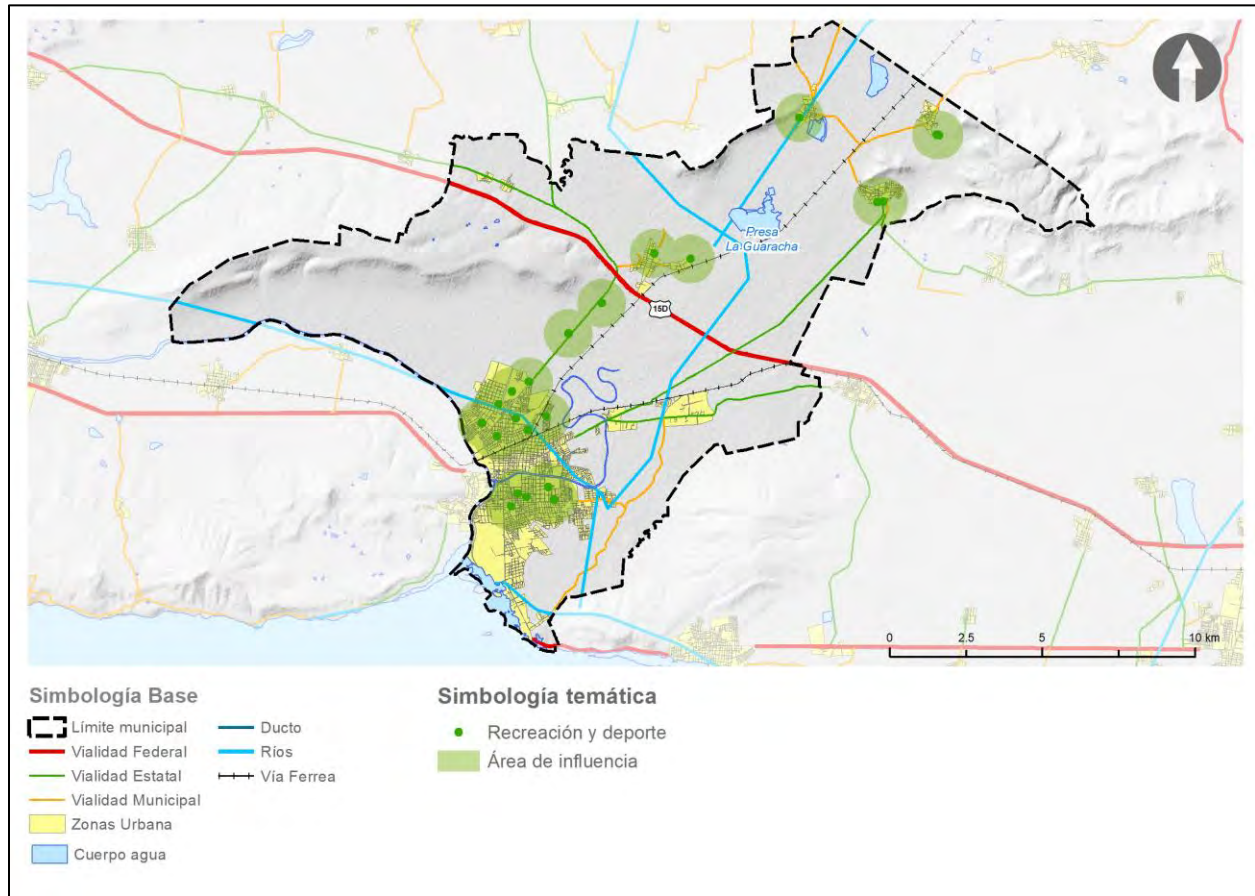 Presa
La Guaracha
15D
0 2.5 5 10 km
Simbología Base
Límite municipal
Vialidad Federal
Vialidad Estatal
Vialidad Municipal
Zonas Urbana
Cuerpo agua
Ducto
Ríos
Vía Ferrea
Simbología temática
Recreación y deporte
Área de influencia